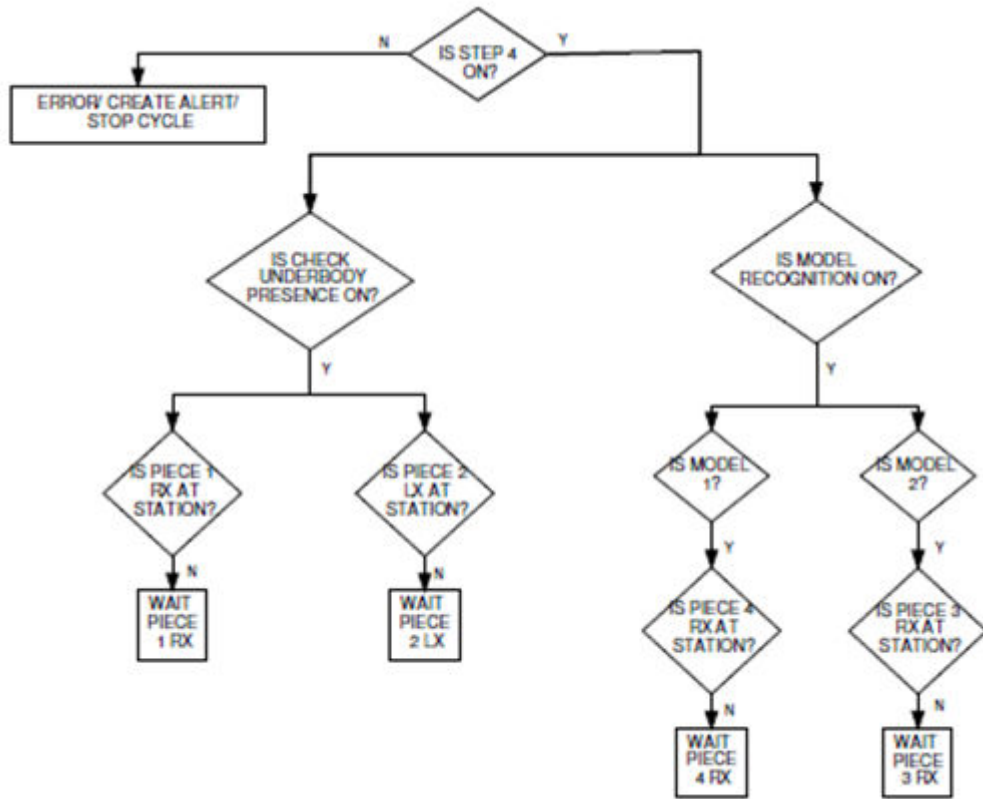 N
IS STEP 4
ON?
Y
ERROR/ CREATE ALERT/
STOP CYCLE
IS CHECK
UNDERBODY
PRESENCE ON?
IS MODEL
RECOGNITION ON?
Y
Y
IS PIECE 1
RX AT
STATION?
IS PIECE 2
LX AT
STATION?
IS MODEL
1?
IS MODEL
2?
N
N
Y
Y
WAIT
PIECE
1 RX
WAIT
PIECE
2 LX
IS PIECE 4
RX AT
STATION?
IS PIECE 3
RX AT
STATION?
N
N
WAIT
PIECE
4 RX
WAIT
PIECE
3 RX